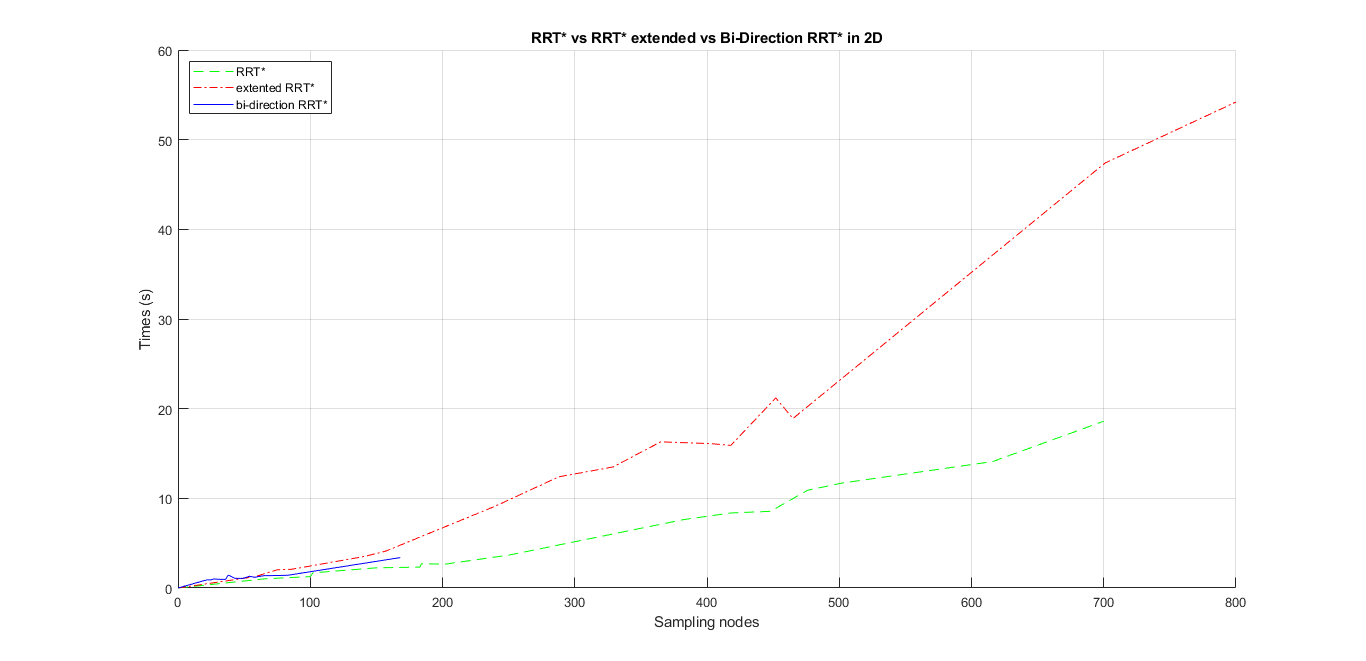 RRT* vs RRT* extended vs Bi-Direction RRT* in 2D
60
50
40
30
20
10
0
Times (s)
RRT*
extented RRT*
bi-direction RRT*
0 100 200 300 400 500 600 700 800
Sampling nodes